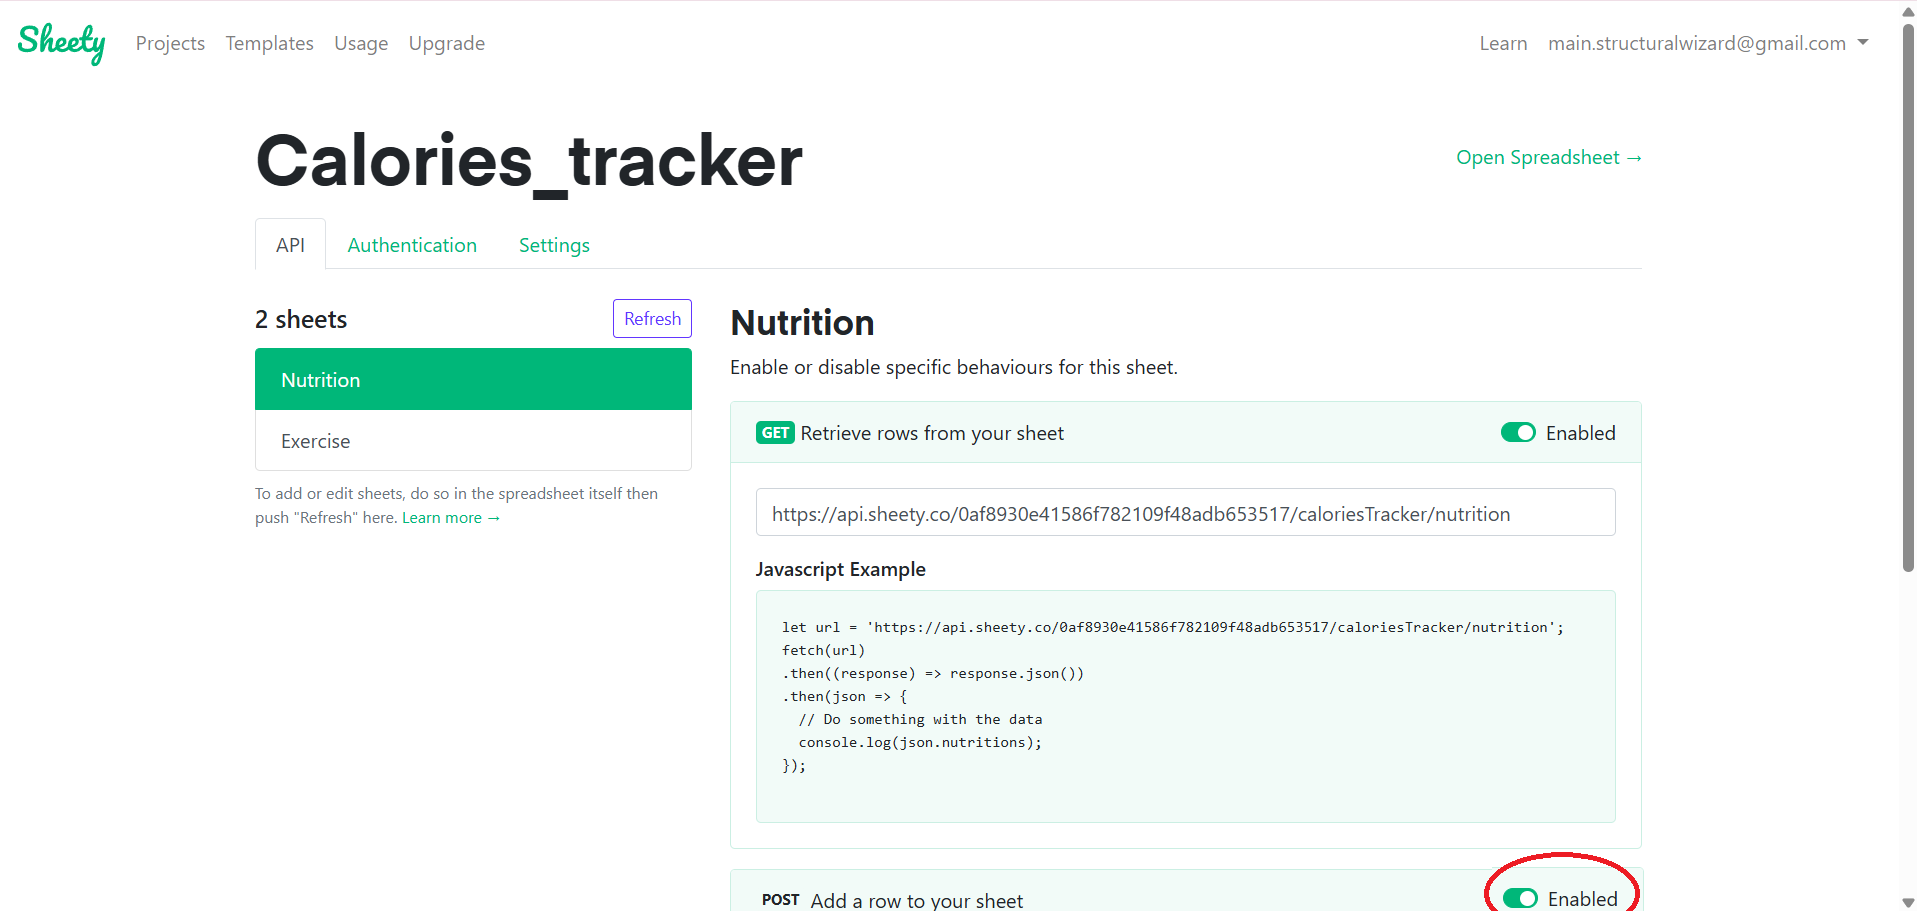 Sheety
Projects Templates Usage Upgrade
Learn main.structuralwizard@gmail.com
Calories_tracker
Open Spreadsheet →
API Authentication Settings
2 sheets
Refresh
Nutrition
Exercise
To add or edit sheets, do so in the spreadsheet itself then
push "Refresh" here. Learn more →
Nutrition
Enable or disable specific behaviours for this sheet.
GET Retrieve rows from your sheet Enabled
https://api.sheety.co/0af8930e41586f782109f48adb653517/caloriesTracker/nutrition
Javascript Example
let url = 'https://api.sheety.co/0af8930e41586f782109f48adb653517/caloriesTracker/nutrition';
fetch(url)
.then((response) => response.json())
.then(json => {
  // Do something with the data
  console.log(json.nutritions);
});
POST Add a row to your sheet Enabled